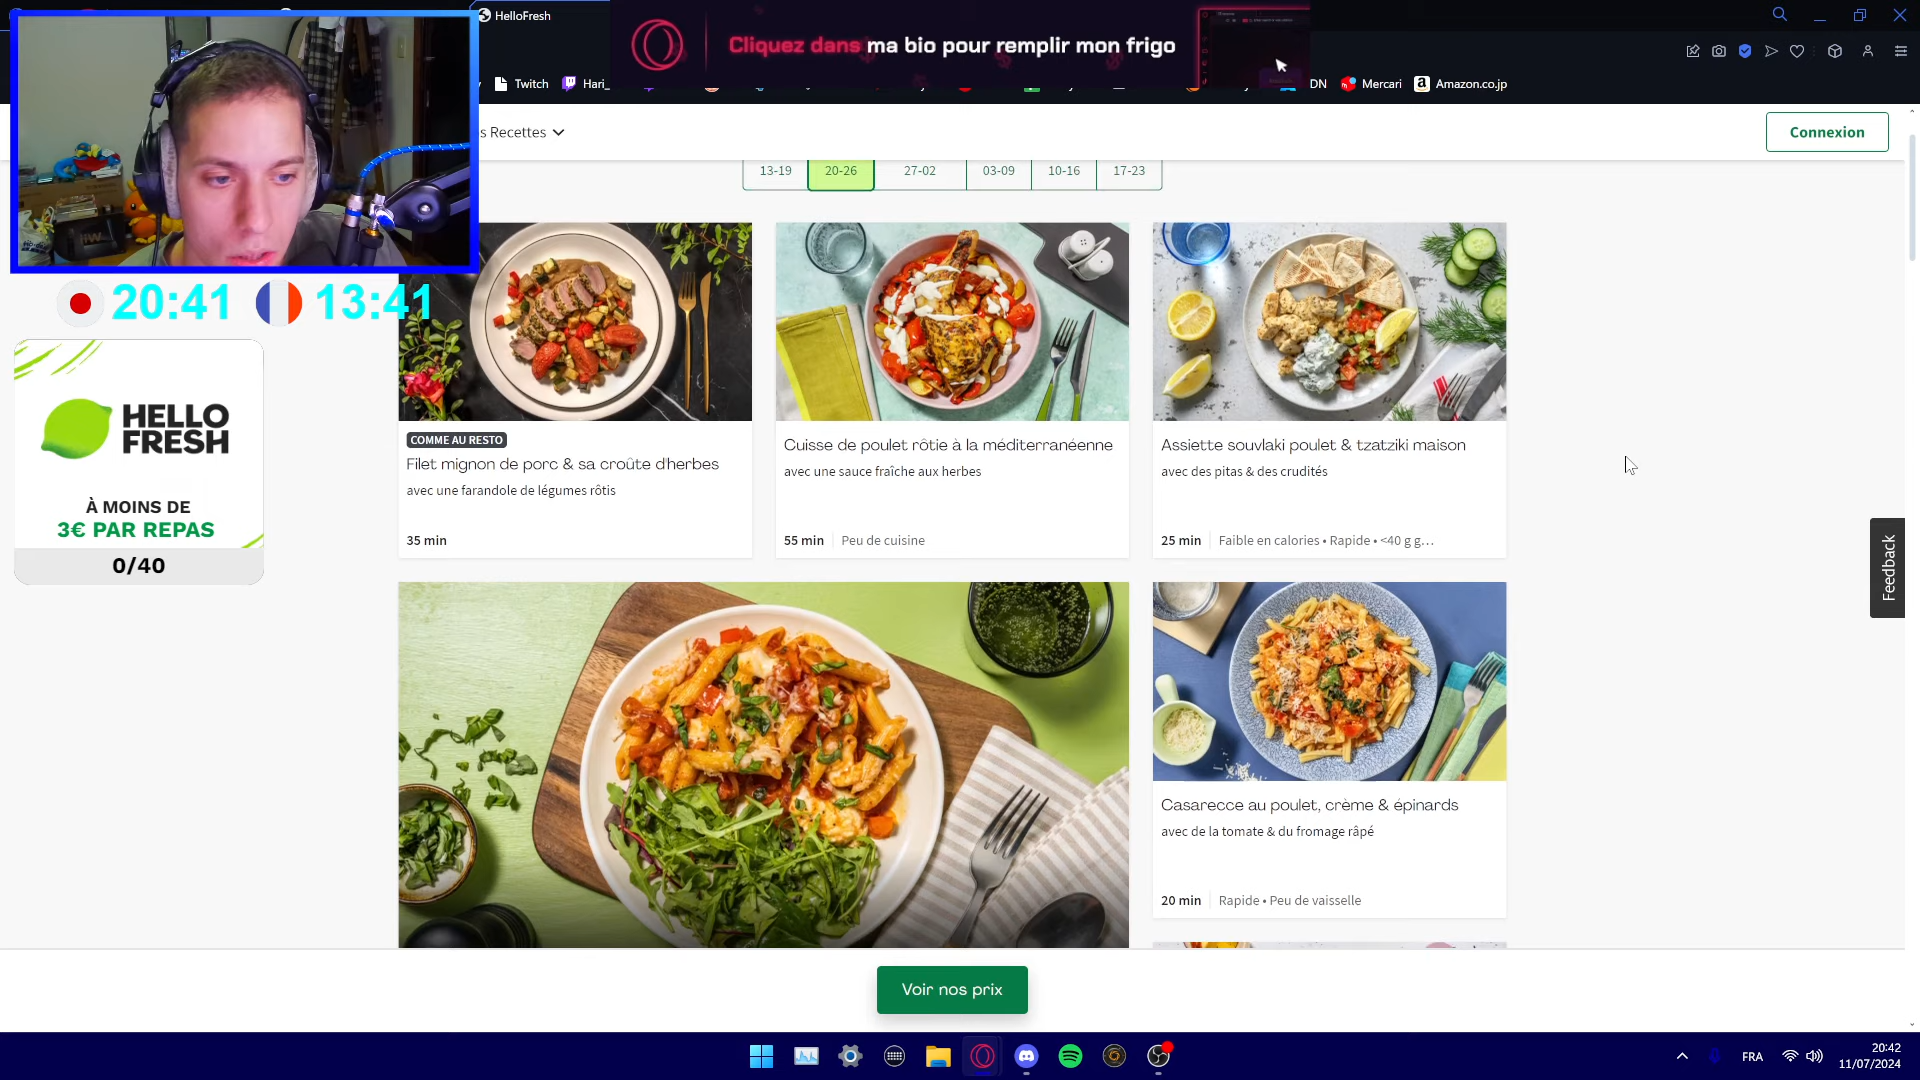 HelloFresh
Cliquez dans ma bio pour remplir mon frigo
Twitch
Hari_
DN
Mercari
Amazon.co.jp
s Recettes
Connexion
13-19
20-26
27-02
03-09
10-16
17-23
20:41
13:41
HELLO
FRESH
À MOINS DE
3€ PAR REPAS
0/40
COMME AU RESTO
Filet mignon de porc & sa croûte d'herbes
avec une farandole de légumes rôtis
35 min
Cuisse de poulet rôtie à la méditerranéenne
avec une sauce fraîche aux herbes
55 min
Peu de cuisine
Assiette souvlaki poulet & tzatziki maison
avec des pitas & des crudités
25 min
Faible en calories • Rapide • <40 g g…
Feedback
Casarecce au poulet, crème & épinards
avec de la tomate & du fromage râpé
20 min
Rapide • Peu de vaisselle
Voir nos prix
FRA
20:42
11/07/2024